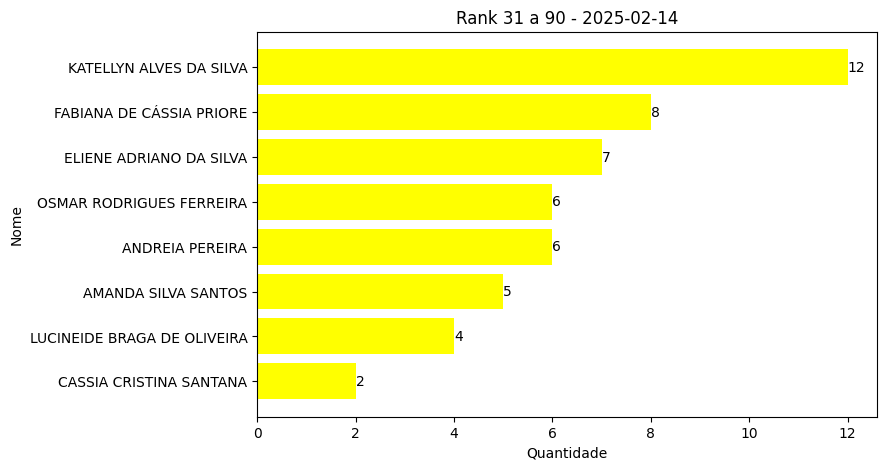 Rank 31 a 90 - 2025-02-14
Nome
KATELLYN ALVES DA SILVA 12
FABIANA DE CÁSSIA PRIORE 8
ELIENE ADRIANO DA SILVA 7
OSMAR RODRIGUES FERREIRA 6
ANDREIA PEREIRA 6
AMANDA SILVA SANTOS 5
LUCINEIDE BRAGA DE OLIVEIRA 4
CASSIA CRISTINA SANTANA 2
0 2 4 6 8 10 12
Quantidade